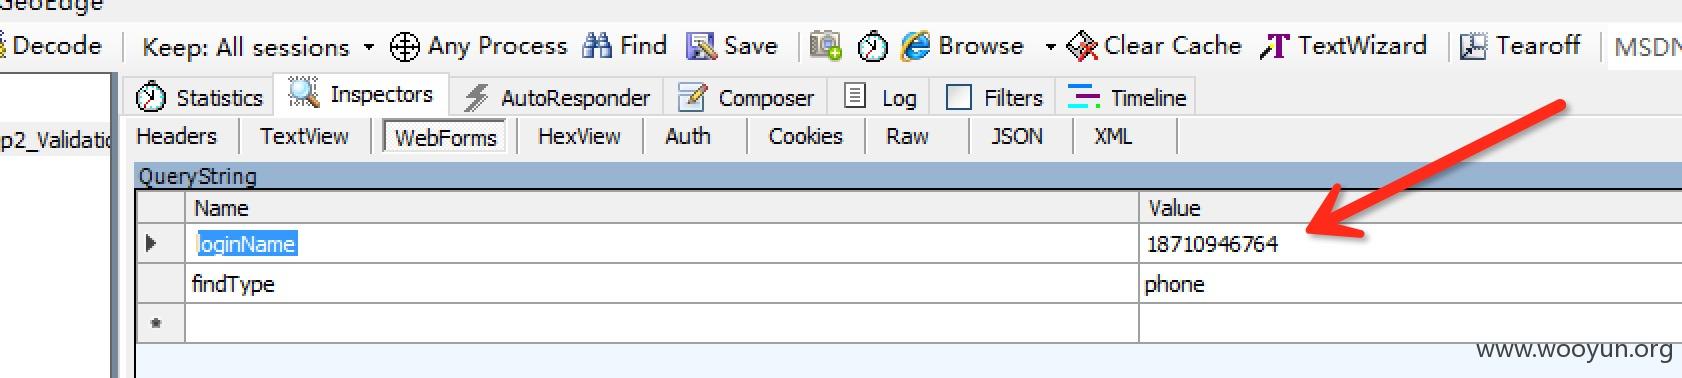 GeoEdge
Decode Keep: All sessions Any Process Find Save Browse Clear Cache TextWizard Tearoff MSDN
Statistics Inspectors AutoResponder Composer Log Filters Timeline
p2_Validatio Headers TextView WebForms HexView Auth Cookies Raw JSON XML
QueryString
Name Value
loginName 18710946764
findType phone
*
www.wooyun.org